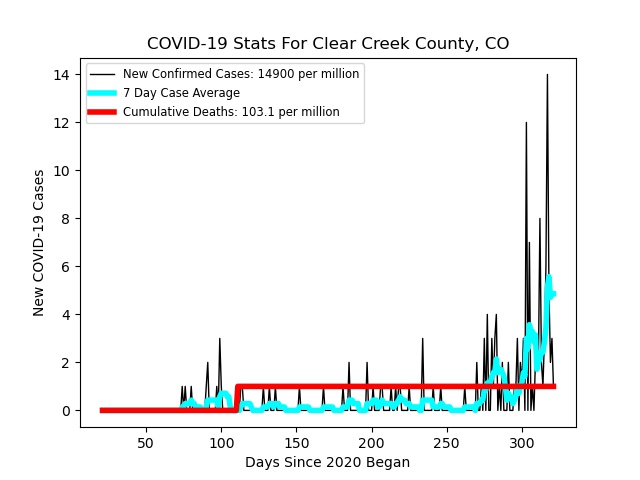 COVID-19 Stats For Clear Creek County, CO
New Confirmed Cases: 14900 per million
7 Day Case Average
Cumulative Deaths: 103.1 per million
New COVID-19 Cases
14
12
10
8
6
4
2
0
50
100
150
200
250
300
Days Since 2020 Began